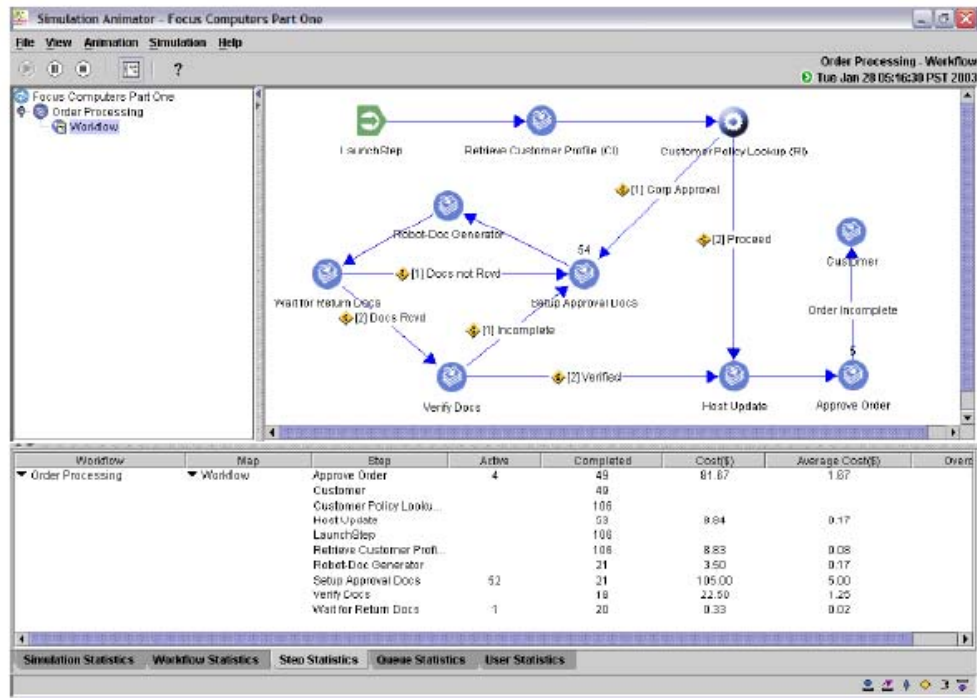 Simulation Animator - Focus Computers Part One
File View Animation Simulation Help
?
Order Processing - Workflow
Tue Jan 28 05:16:30 PST 2003
Focus Computers Part One
Order Processing
Workflow
LaunchStep
Retrieve Customer Profile (CI)
Customer Policy Lookup (RI)
[1] Corp Approval
Robot-Doc Generator
54
[2] Proceed
Customer
[1] Docs not Rcvd
Wait for Return Docs
Setup Approval Docs
[2] Docs Rcvd
[1] Incomplete
Order Incomplete
5
[2] Verified
Verify Docs
Host Update
Approve Order
Workflow Map Step Active Completed Cost($) Average Cost($) Overd
Order Processing Workflow Approve Order 4 49 81.67 1.67
Customer 49
Customer Policy Looku... 106
Host Update 53 8.84 0.17
LaunchStep 106
Retrieve Customer Profi... 106 8.83 0.08
Robot-Doc Generator 21 3.50 0.17
Setup Approval Docs 52 21 105.00 5.00
Verify Docs 18 22.50 1.25
Wait for Return Docs 1 20 0.33 0.02
Simulation Statistics Workflow Statistics Step Statistics Queue Statistics User Statistics
3